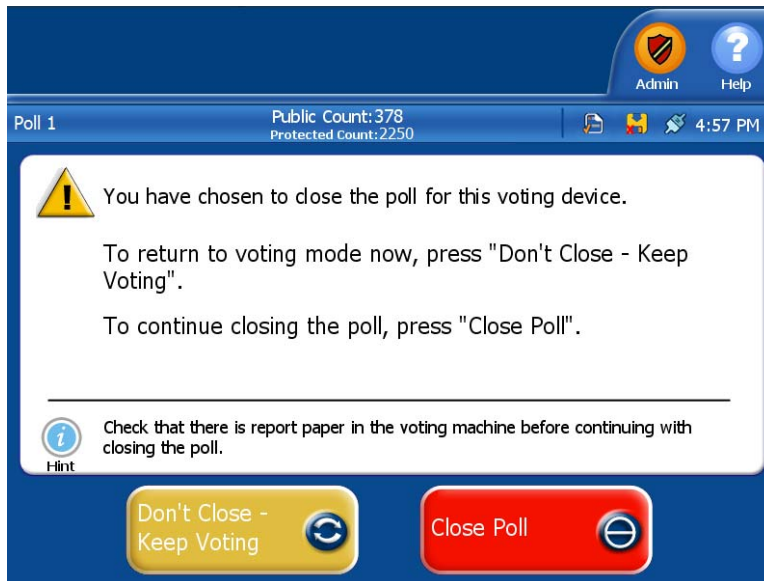 Admin
Help
Poll 1
Public Count:378
Protected Count:2250
4:57 PM
You have chosen to close the poll for this voting device.
To return to voting mode now, press "Don't Close - Keep
Voting".
To continue closing the poll, press "Close Poll".
Hint
Check that there is report paper in the voting machine before continuing with
closing the poll.
Don't Close -
Keep Voting
Close Poll